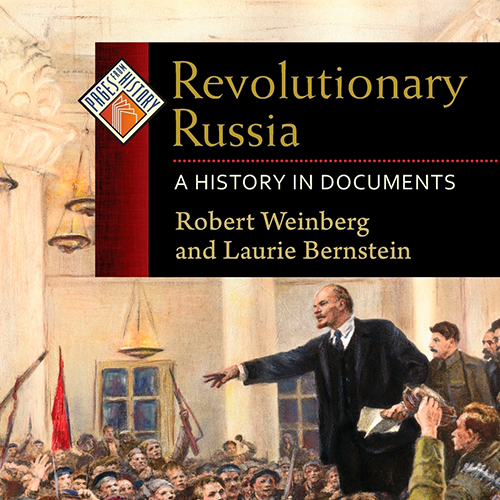 PAGES FROM HISTORY
Revolutionary
Russia
A HISTORY IN DOCUMENTS
Robert Weinberg
and Laurie Bernstein